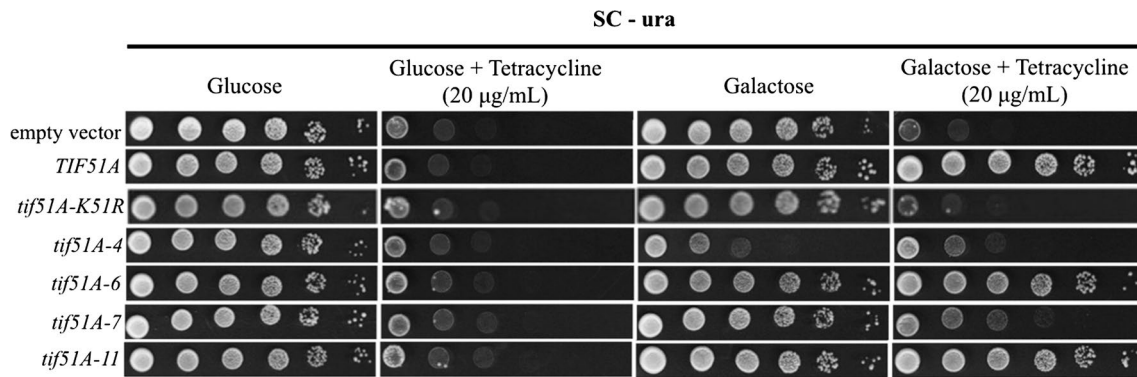 SC - ura
Glucose
Glucose + Tetracycline
(20 µg/mL)
Galactose
Galactose + Tetracycline
(20 µg/mL)
empty vector
TIF51A
tif51A-K51R
tif51A-4
tif51A-6
tif51A-7
tif51A-11